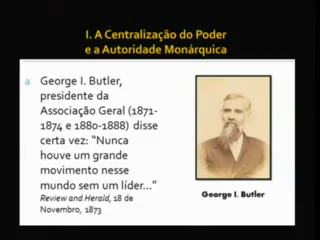 I. A Centralização do Poder
e a Autoridade Monárquica
a. George I. Butler,
presidente da
Associação Geral (1871-
1874 e 1880-1888) disse
certa vez: “Nunca
houve um grande
movimento nesse
mundo sem um líder...”
Review and Herald, 18 de
Novembro, 1873
George I. Butler